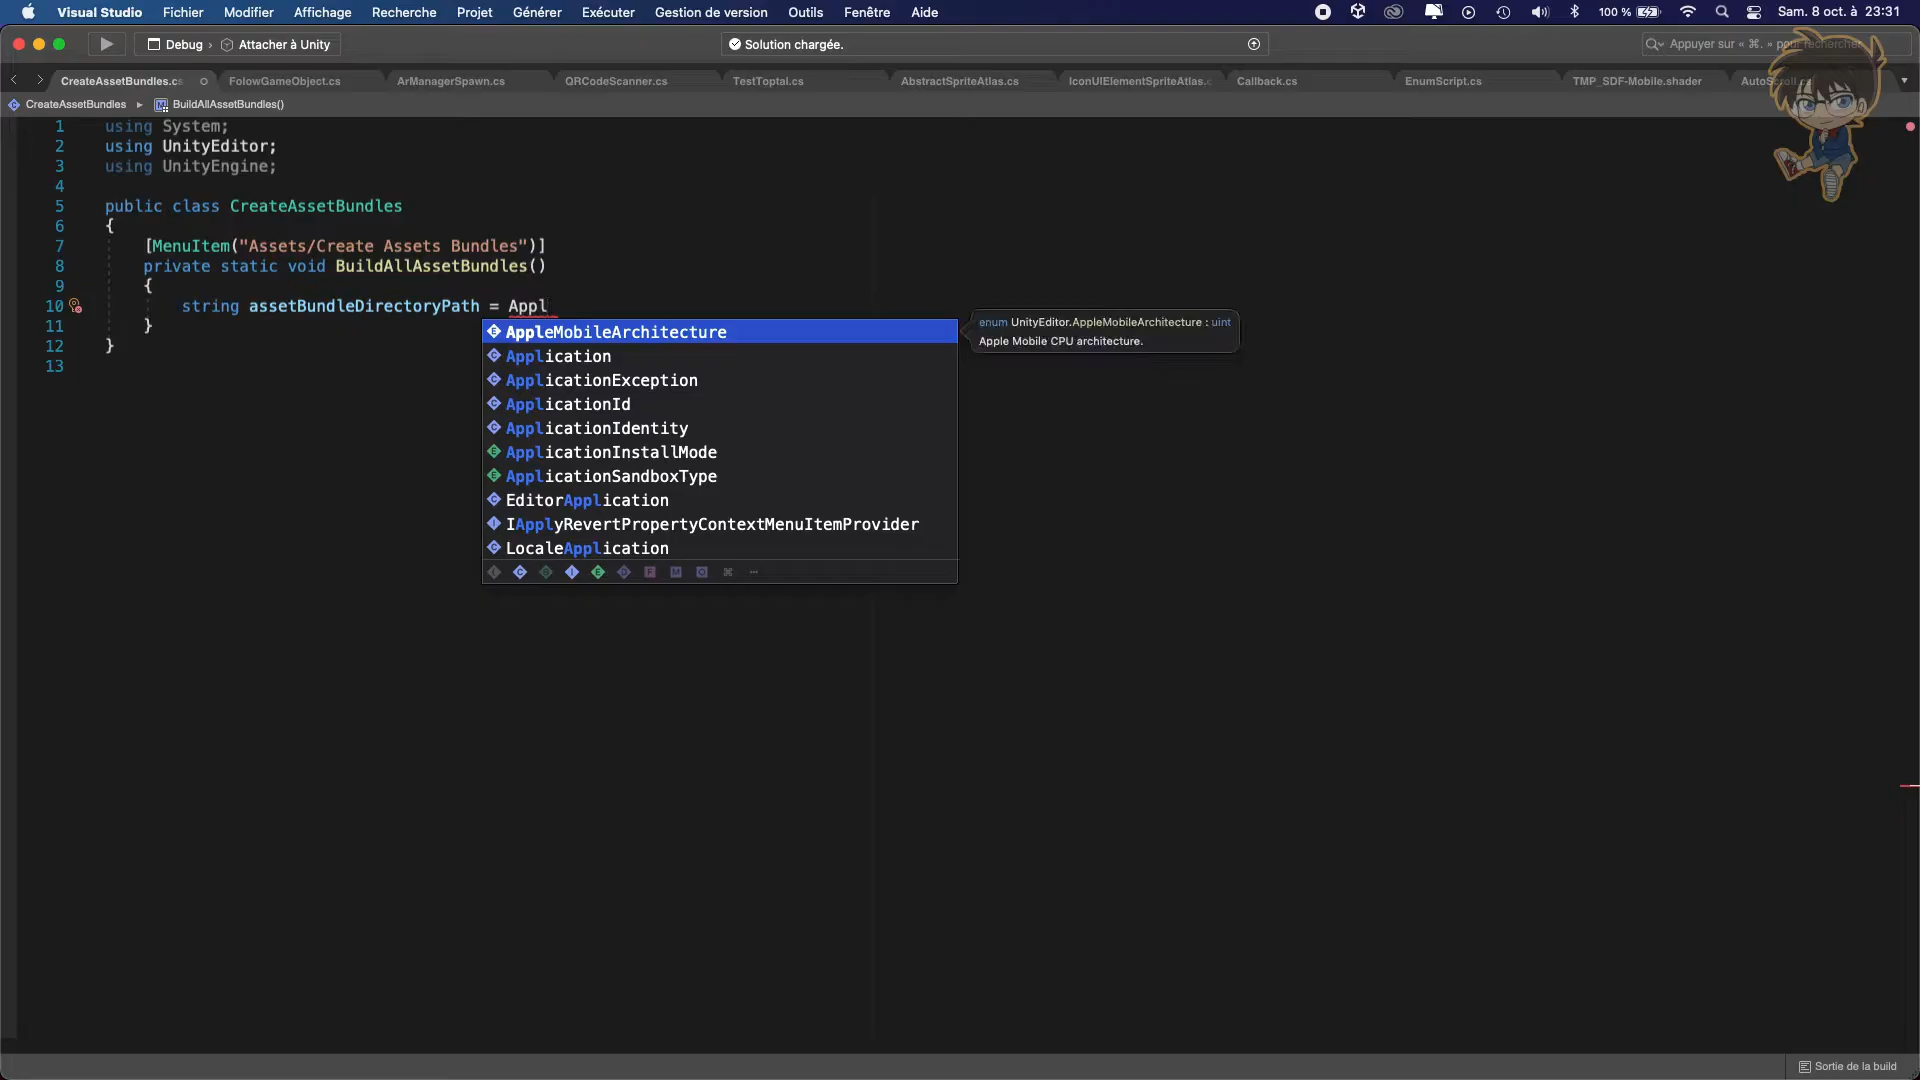 Visual Studio Fichier Modifier Affichage Recherche Projet Générer Exécuter Gestion de version Outils Fenêtre Aide 100 % Sam. 8 oct. à 23:31
Debug › Attacher à Unity Solution chargée. Appuyer sur « ⌘. » pour rechercher
CreateAssetBundles.cs FolowGameObject.cs ArManagerSpawn.cs QRCodeScanner.cs TestToptal.cs AbstractSpriteAtlas.cs IconUIElementSpriteAtlas.c Callback.cs EnumScript.cs TMP_SDF-Mobile.shader
CreateAssetBundles ▸ BuildAllAssetBundles()
1 using System;
2 using UnityEditor;
3 using UnityEngine;
4
5 public class CreateAssetBundles
6 {
7 [MenuItem("Assets/Create Assets Bundles")]
8 private static void BuildAllAssetBundles()
9 {
10 string assetBundleDirectoryPath = Appl
11 }
12 }
13
AppleMobileArchitecture
Application
ApplicationException
ApplicationId
ApplicationIdentity
ApplicationInstallMode
ApplicationSandboxType
EditorApplication
IApplyRevertPropertyContextMenuItemProvider
LocaleApplication
enum UnityEditor.AppleMobileArchitecture : uint
Apple Mobile CPU architecture.
Sortie de la build